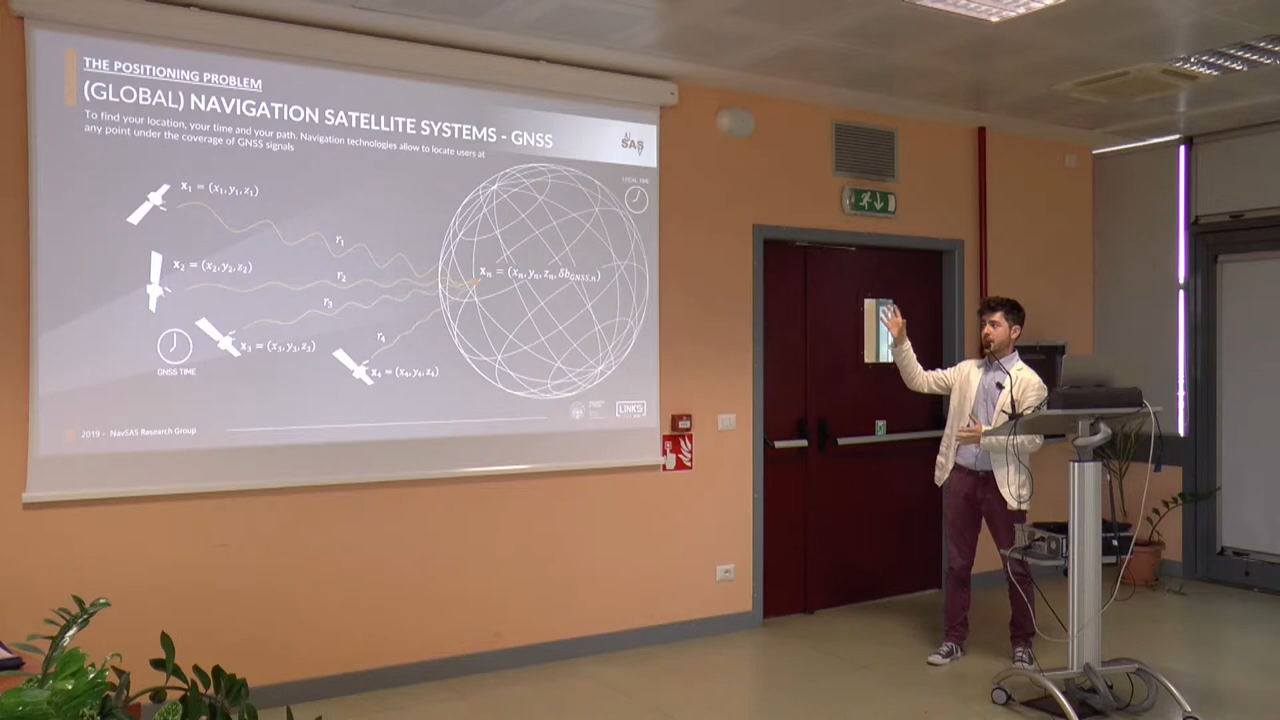 THE POSITIONING PROBLEM
(GLOBAL) NAVIGATION SATELLITE SYSTEMS - GNSS
To find your location, your time and your path. Navigation technologies allow to locate users at
any point under the coverage of GNSS signals
SAS
LOCAL TIME
x₁ = (x₁, y₁, z₁)
r₁
x₂ = (x₂, y₂, z₂)
r₂
xₙ = (xₙ, yₙ, zₙ, δb_GNSS,n)
r₃
r₄
x₃ = (x₃, y₃, z₃)
x₄ = (x₄, y₄, z₄)
GNSS TIME
LINKS
2019 - NavSAS Research Group